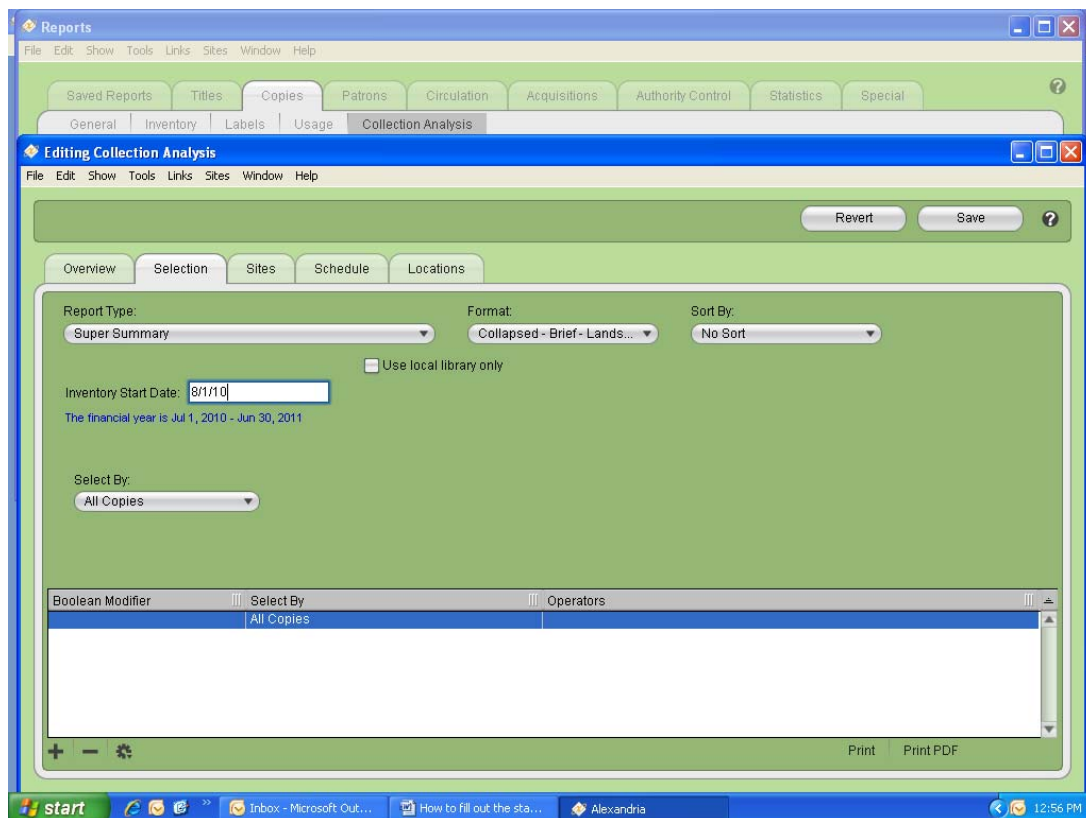 Reports
File Edit Show Tools Links Sites Window Help
Saved Reports Titles Copies Patrons Circulation Acquisitions Authority Control Statistics Special
General Inventory Labels Usage Collection Analysis
Editing Collection Analysis
File Edit Show Tools Links Sites Window Help
Revert Save
Overview Selection Sites Schedule Locations
Report Type: Format: Sort By:
Super Summary Collapsed - Brief - Lands... No Sort
Use local library only
Inventory Start Date: 8/1/10
The financial year is Jul 1, 2010 - Jun 30, 2011
Select By:
All Copies
Boolean Modifier Select By Operators
All Copies
Print Print PDF
start Inbox - Microsoft Out... How to fill out the sta... Alexandria 12:56 PM